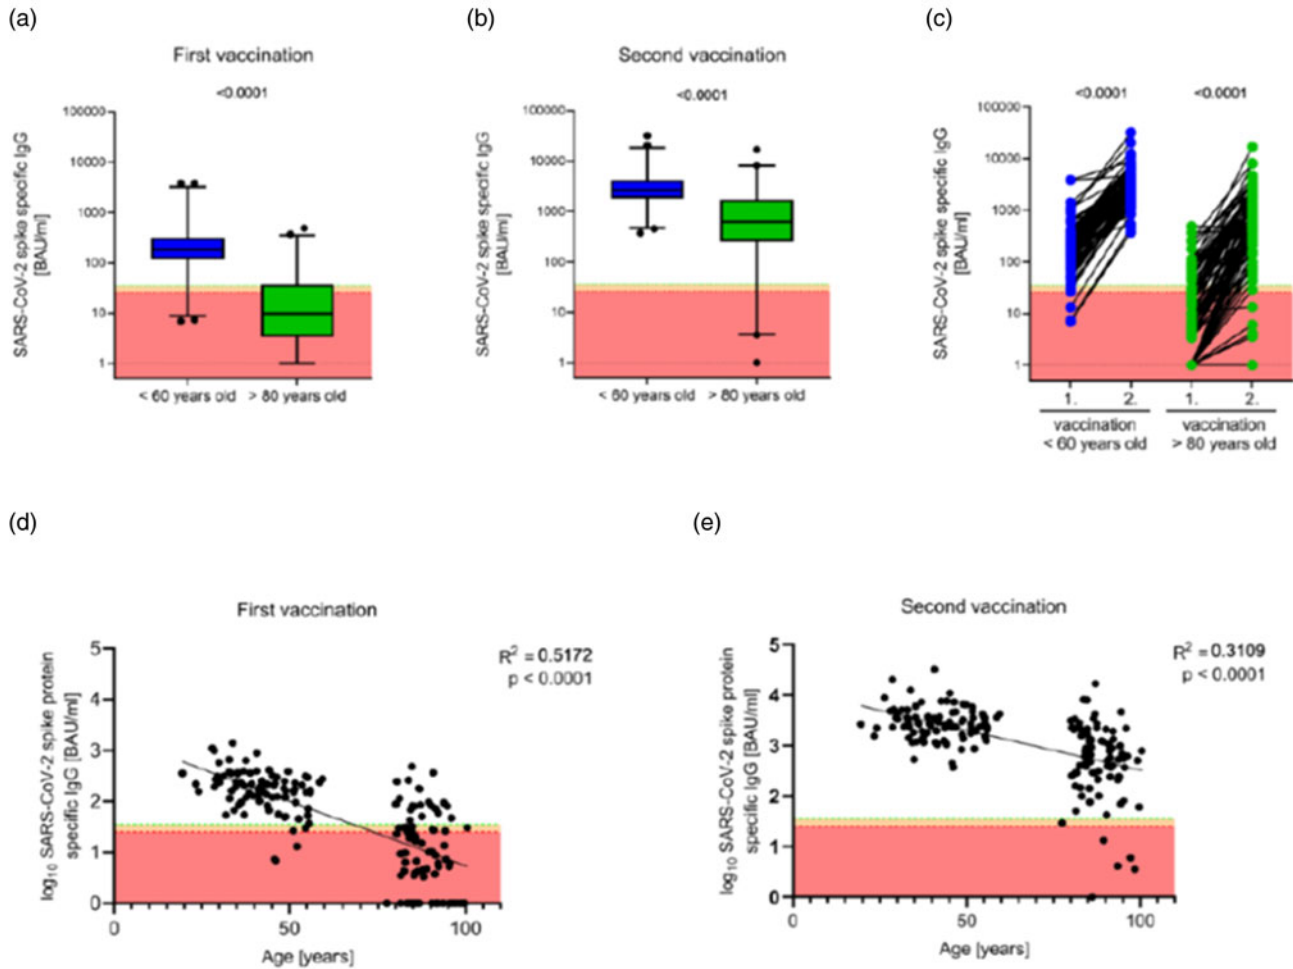 (a)
First vaccination
<0.0001
SARS-CoV-2 spike specific IgG
[BAU/ml]
100000
10000
1000
100
10
1
< 60 years old > 80 years old
(b)
Second vaccination
<0.0001
SARS-CoV-2 spike specific IgG
[BAU/ml]
100000
10000
1000
100
10
1
< 60 years old > 80 years old
(c)
<0.0001 <0.0001
SARS-CoV-2 spike specific IgG
[BAU/ml]
100000
10000
1000
100
10
1
1. 2. 1. 2.
vaccination vaccination
< 60 years old > 80 years old
(d)
First vaccination
R² = 0.5172
p < 0.0001
log₁₀ SARS-CoV-2 spike protein
specific IgG [BAU/ml]
5
4
3
2
1
0
0 50 100
Age [years]
(e)
Second vaccination
R² = 0.3109
p < 0.0001
log₁₀ SARS-CoV-2 spike protein
specific IgG [BAU/ml]
5
4
3
2
1
0
0 50 100
Age [years]